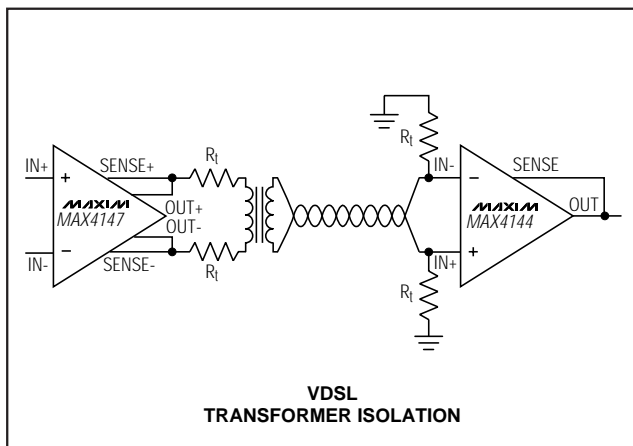 IN+
SENSE+
Rt
+
MAXIM
MAX4147
OUT+
OUT-
−
IN-
SENSE-
Rt
Rt
IN-
SENSE
−
MAXIM
MAX4144
OUT
+
IN+
Rt
VDSL
TRANSFORMER ISOLATION